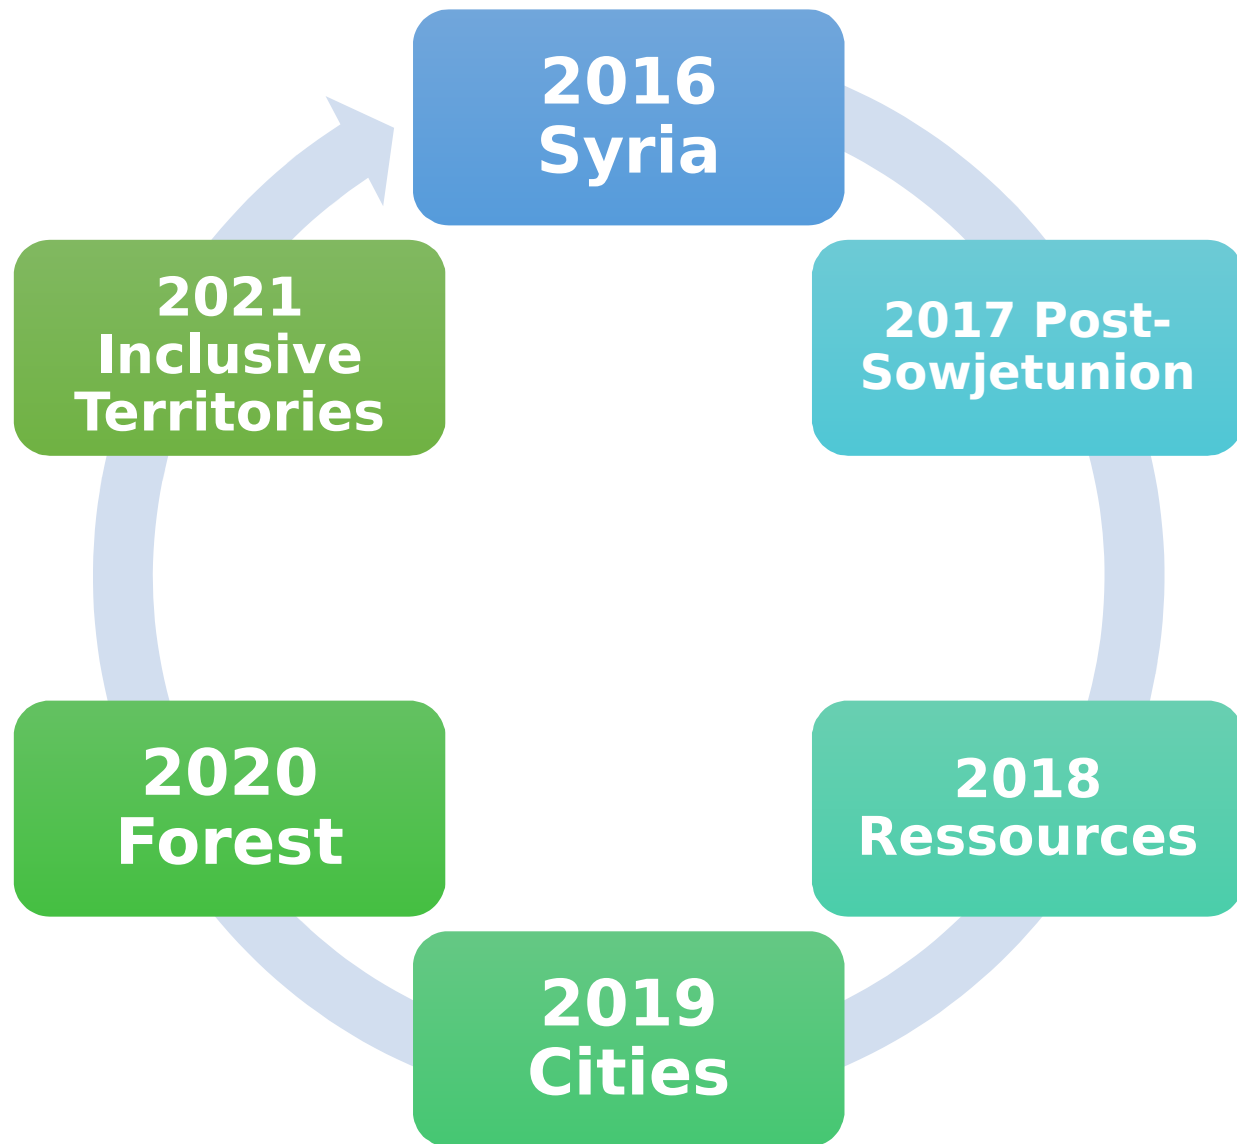 2016
Syria
2017 Post-
Sowjetunion
2018
Ressources
2019
Cities
2020
Forest
2021
Inclusive
Territories